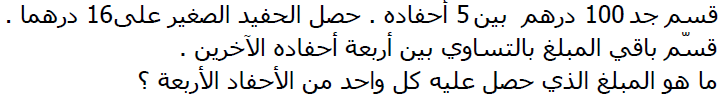 قسم جد 100 درهم بين 5 أحفاده . حصل الحفيد الصغير على16 درهما .
قسّم باقي المبلغ بالتساوي بين أربعة أحفاده الآخرين .
ما هو المبلغ الذي حصل عليه كل واحد من الأحفاد الأربعة ؟